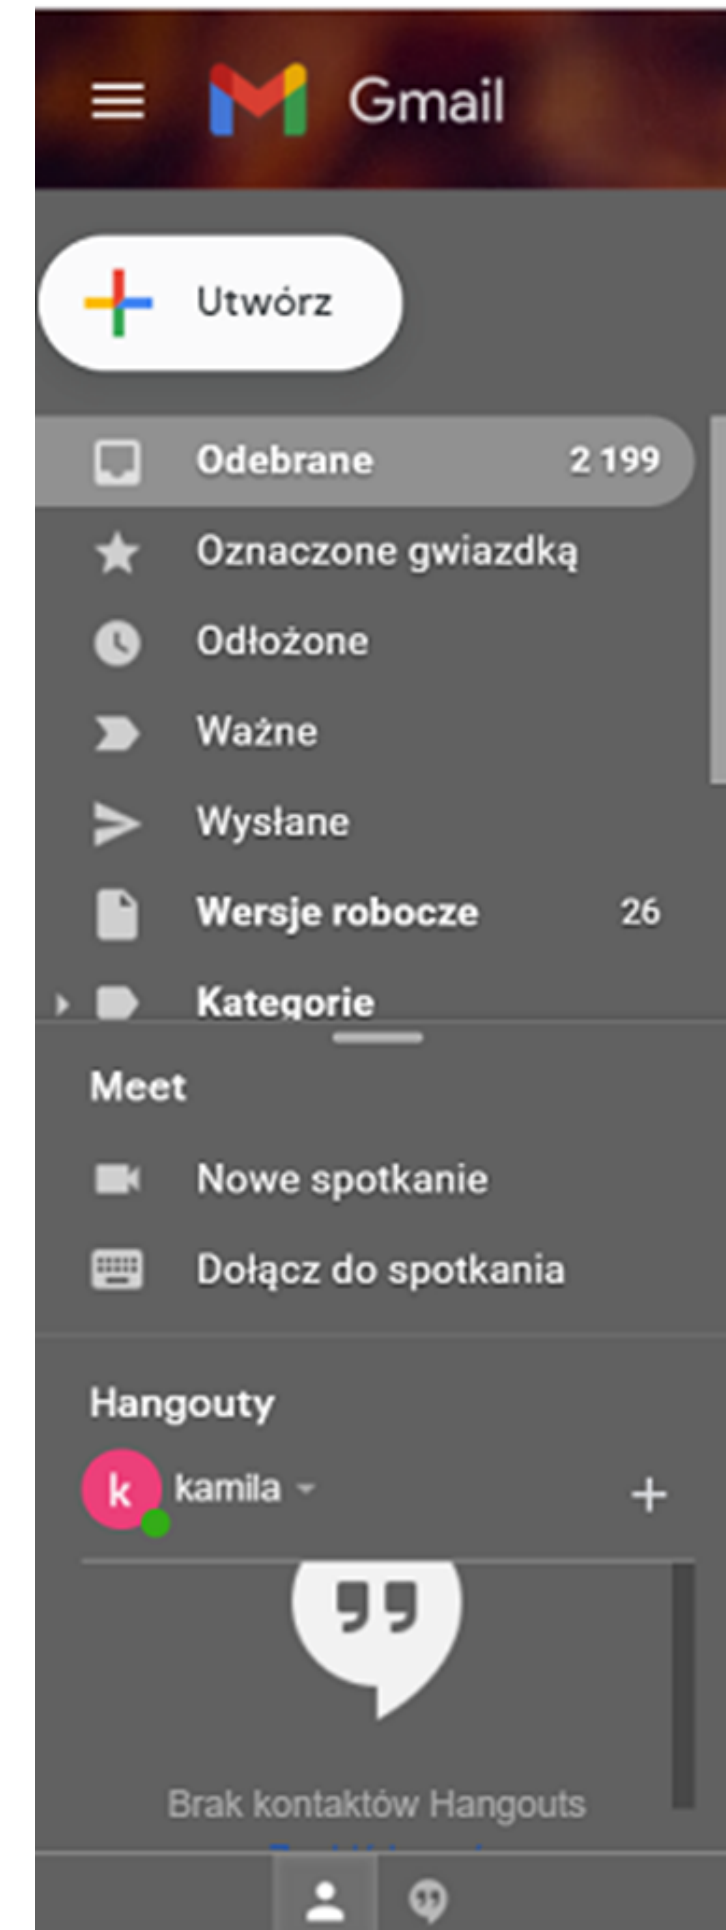 Gmail
Utwórz
Odebrane 2 199
Oznaczone gwiazdką
Odłożone
Ważne
Wysłane
Wersje robocze 26
Kategorie
Meet
Nowe spotkanie
Dołącz do spotkania
Hangouty
k kamila
Brak kontaktów Hangouts